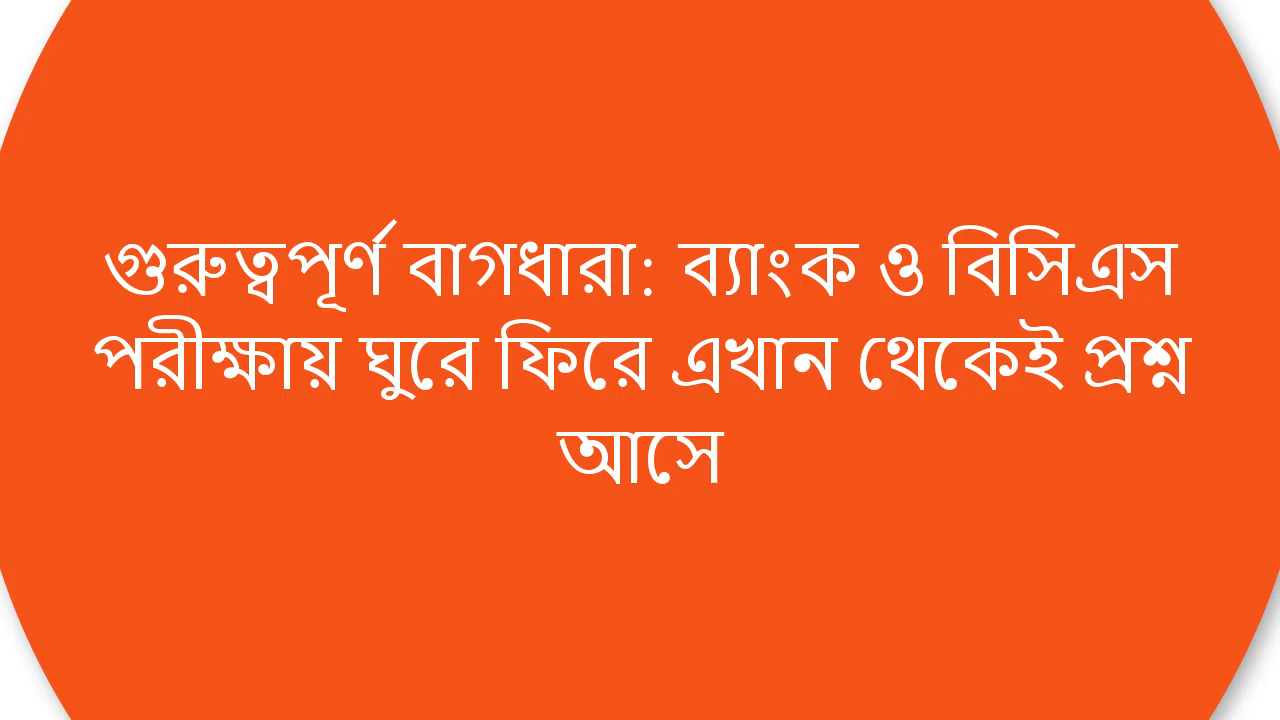 গুরুত্বপূর্ণ বাগধারা: ব্যাংক ও বিসিএস
পরীক্ষায় ঘুরে ফিরে এখান থেকেই প্রশ্ন
আসে